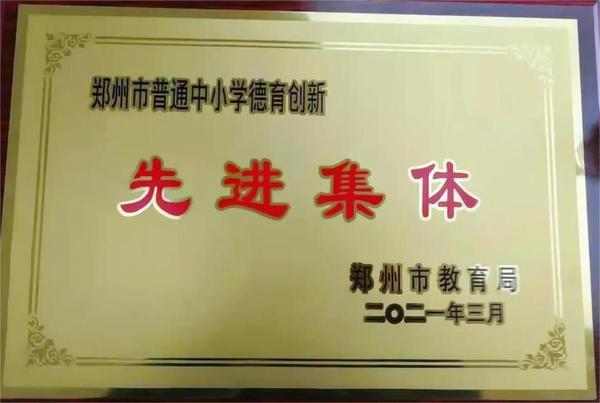 郑州市普通中小学德育创新
先进集体
郑州市教育局
二〇二一年三月